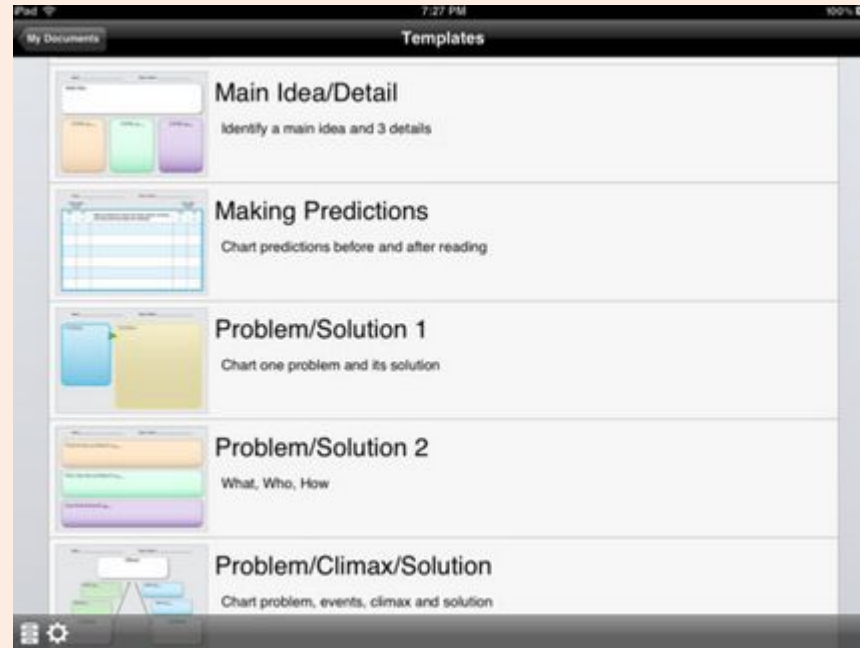 iPad 7:27 PM 100%
My Documents Templates
Main Idea/Detail
Identify a main idea and 3 details
Making Predictions
Chart predictions before and after reading
Problem/Solution 1
Chart one problem and its solution
Problem/Solution 2
What, Who, How
Problem/Climax/Solution
Chart problem, events, climax and solution